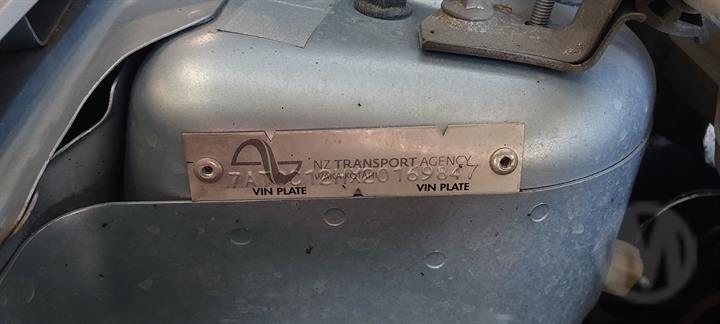 NZ TRANSPORT AGENCY
WAKA KOTAHI
VIN PLATE VIN PLATE